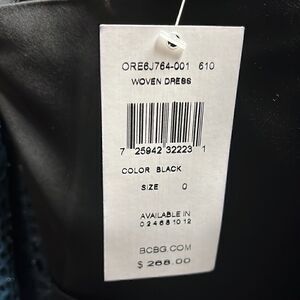 ORE6J764-001 610
WOVEN DRESS
7 25942 32223 1
COLOR BLACK
SIZE 0
AVAILABLE IN
0 2 4 6 8 10 12
BCBG.COM
$ 268.00